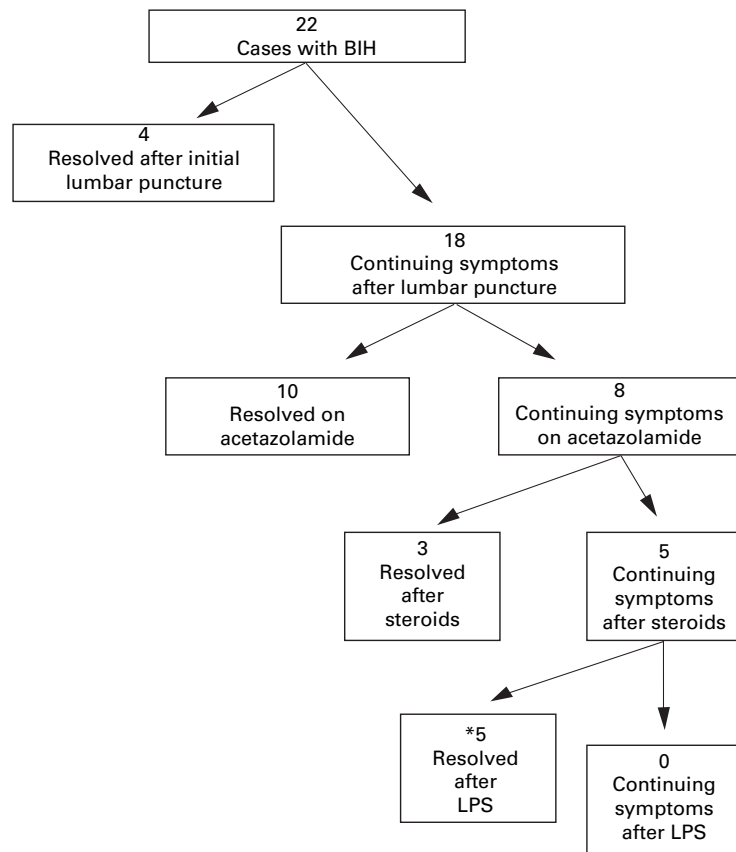 22
Cases with BIH
4
Resolved after initial
lumbar puncture
18
Continuing symptoms
after lumbar puncture
10
Resolved on
acetazolamide
8
Continuing symptoms
on acetazolamide
3
Resolved
after
steroids
5
Continuing
symptoms
after steroids
*5
Resolved
after
LPS
0
Continuing
symptoms
after LPS